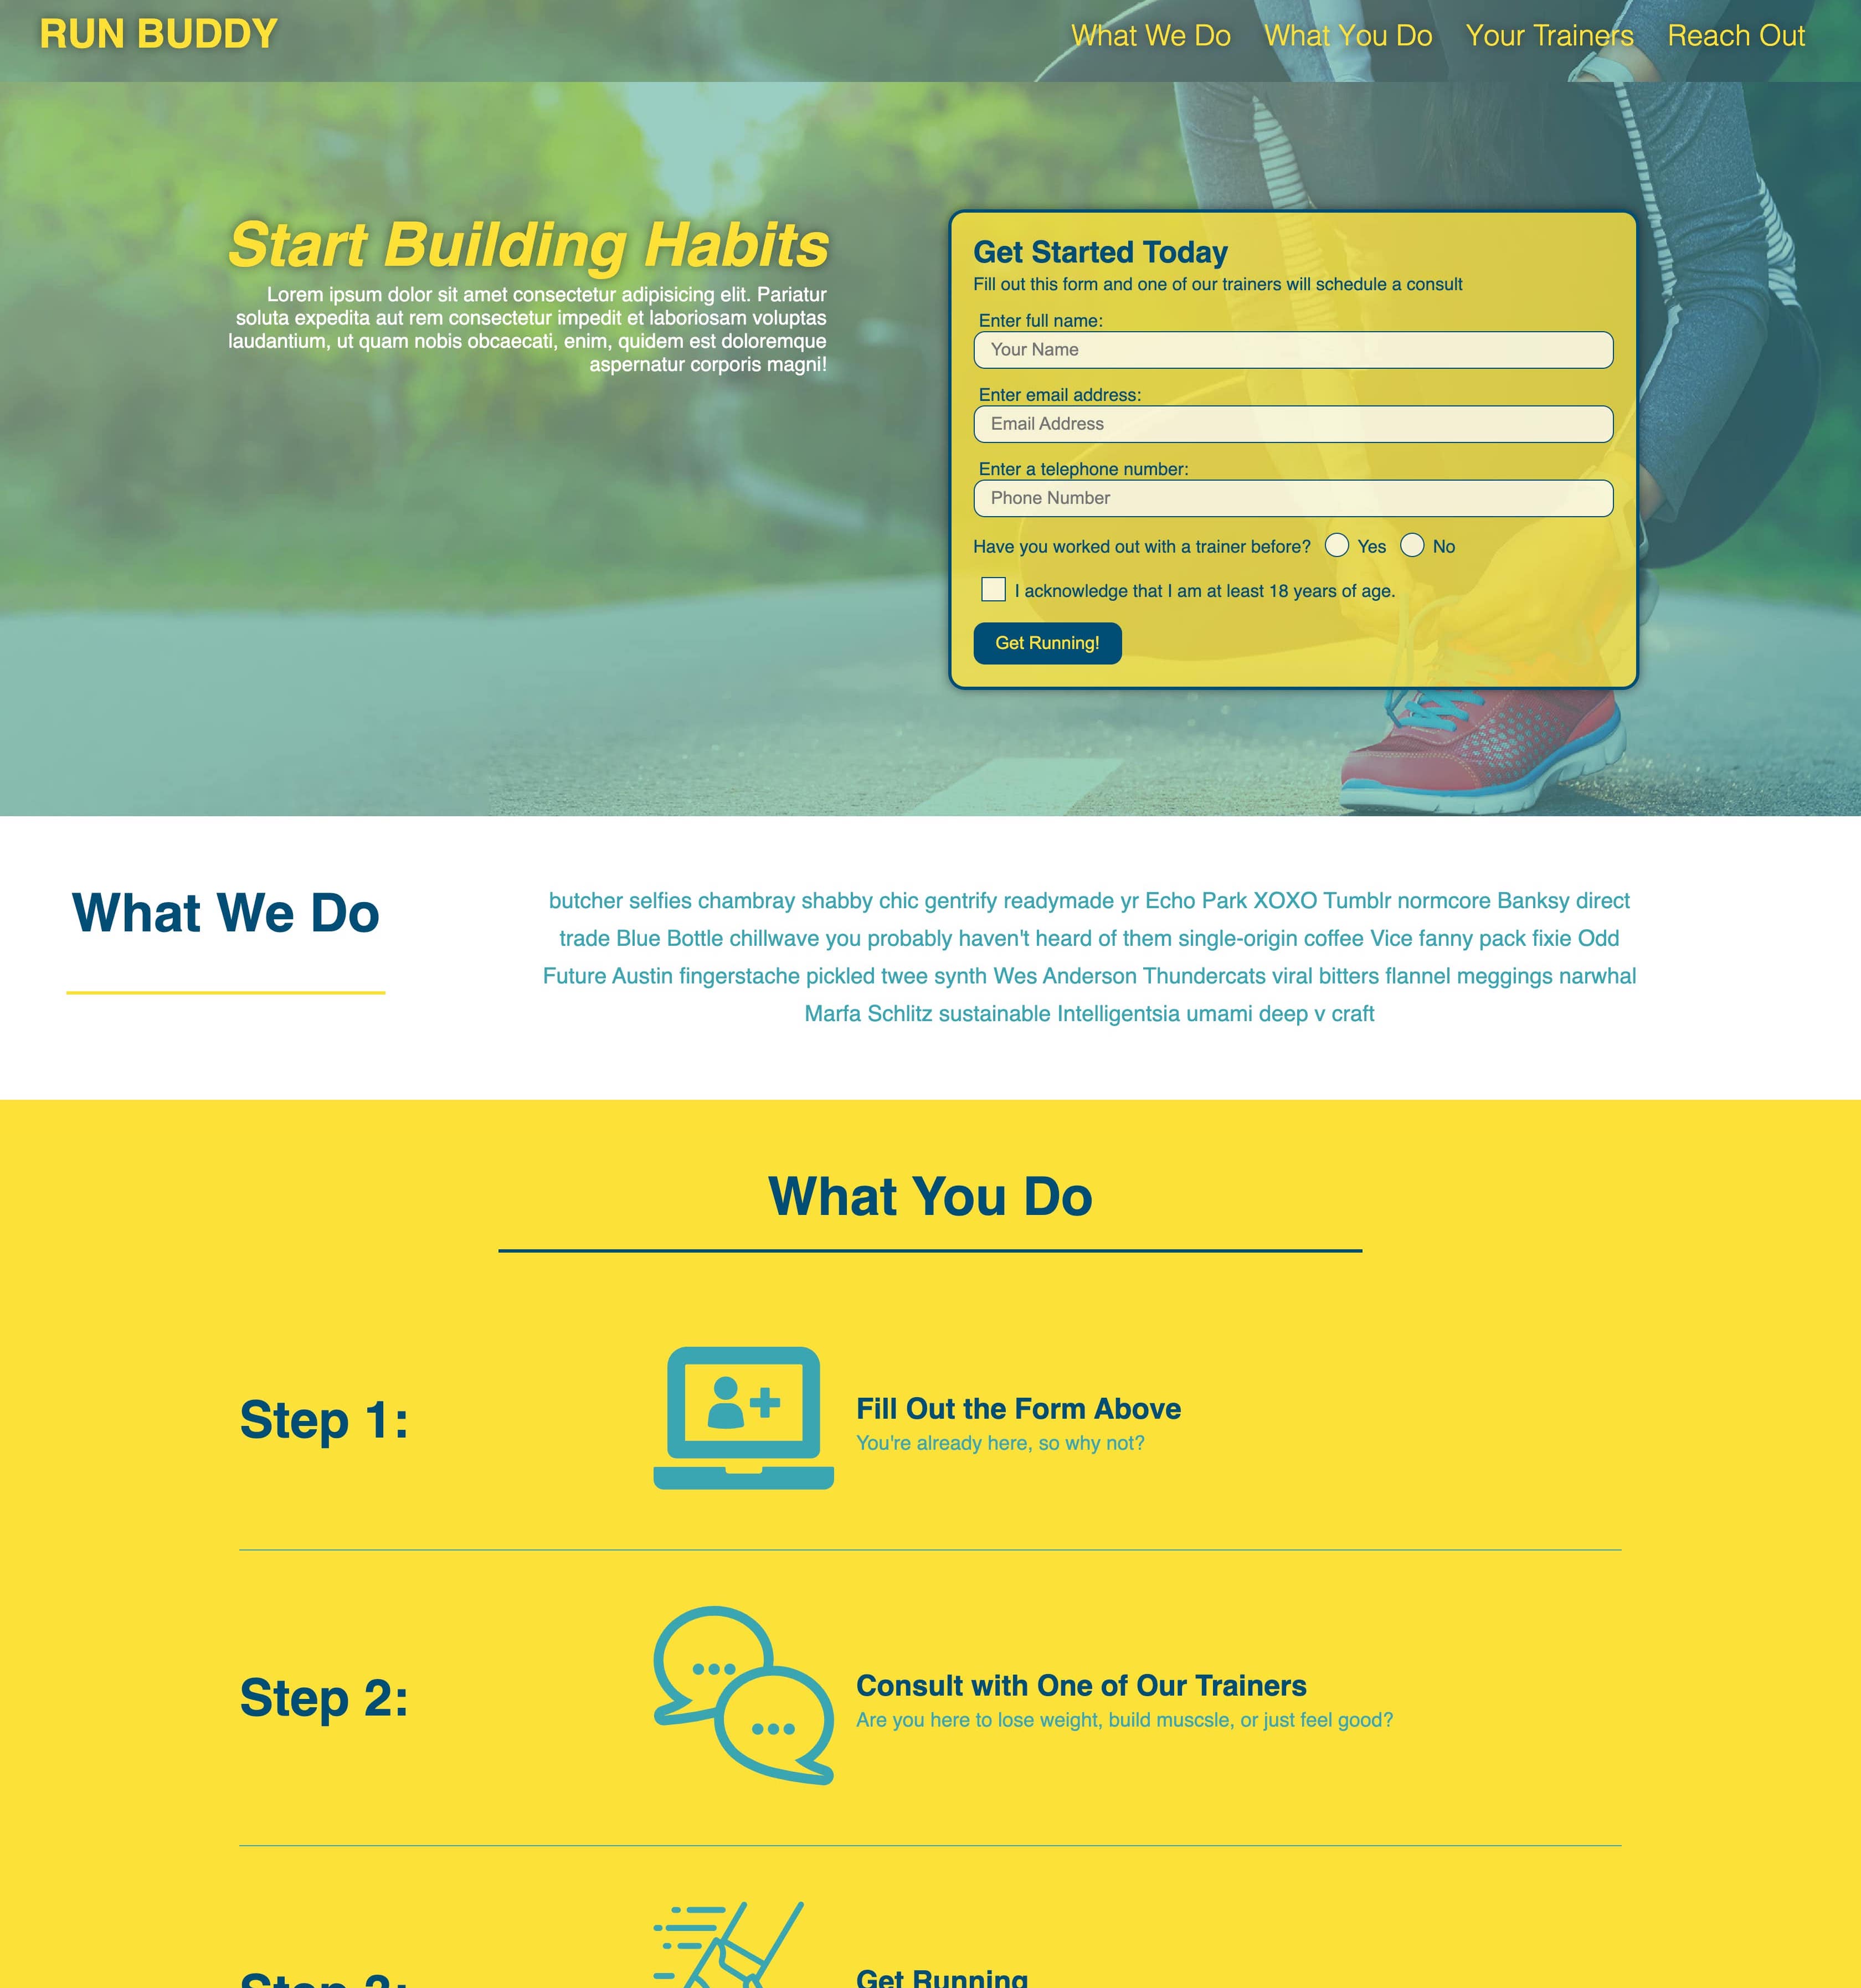 RUN BUDDY
What We Do What You Do Your Trainers Reach Out
Start Building Habits
Lorem ipsum dolor sit amet consectetur adipisicing elit. Pariatur
soluta expedita aut rem consectetur impedit et laboriosam voluptas
laudantium, ut quam nobis obcaecati, enim, quidem est doloremque
aspernatur corporis magni!
Get Started Today
Fill out this form and one of our trainers will schedule a consult
Enter full name:
Your Name
Enter email address:
Email Address
Enter a telephone number:
Phone Number
Have you worked out with a trainer before? Yes No
I acknowledge that I am at least 18 years of age.
Get Running!
What We Do
butcher selfies chambray shabby chic gentrify readymade yr Echo Park XOXO Tumblr normcore Banksy direct
trade Blue Bottle chillwave you probably haven't heard of them single-origin coffee Vice fanny pack fixie Odd
Future Austin fingerstache pickled twee synth Wes Anderson Thundercats viral bitters flannel meggings narwhal
Marfa Schlitz sustainable Intelligentsia umami deep v craft
What You Do
Step 1:
Fill Out the Form Above
You're already here, so why not?
Step 2:
Consult with One of Our Trainers
Are you here to lose weight, build muscsle, or just feel good?
Step 3:
Get Running